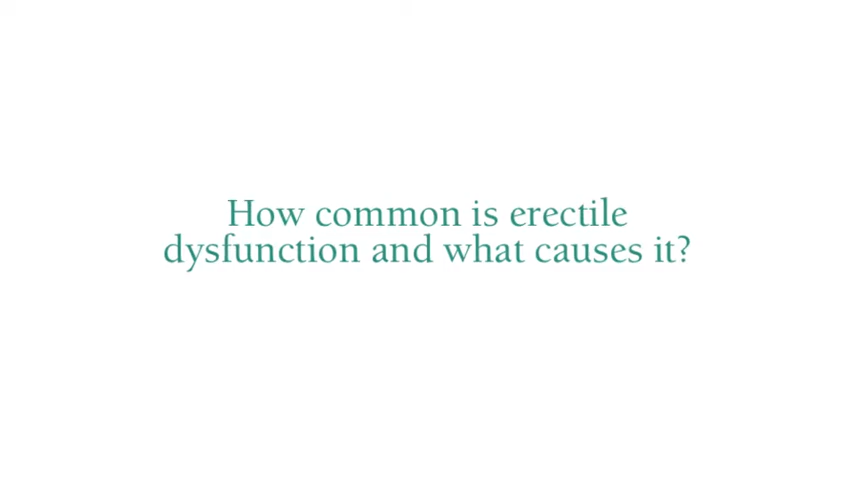 How common is erectile
dysfunction and what causes it?